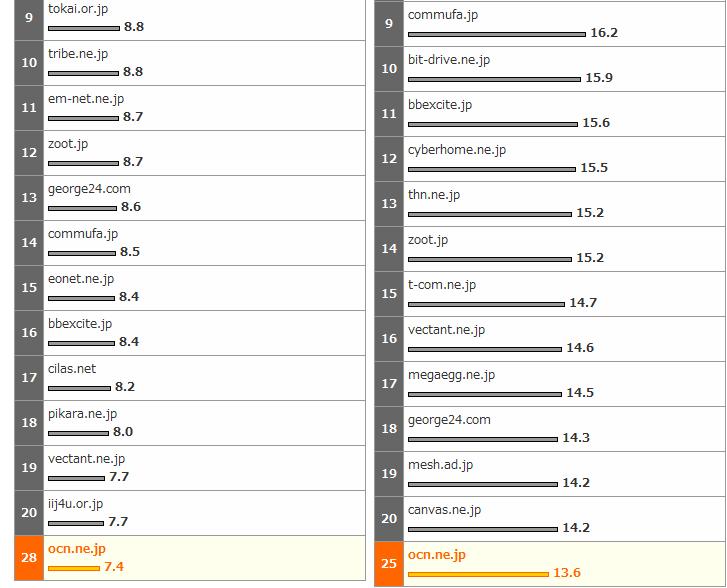 9
tokai.or.jp
8.8
10
tribe.ne.jp
8.8
11
em-net.ne.jp
8.7
12
zoot.jp
8.7
13
george24.com
8.6
14
commufa.jp
8.5
15
eonet.ne.jp
8.4
16
bbexcite.jp
8.4
17
cilas.net
8.2
18
pikara.ne.jp
8.0
19
vectant.ne.jp
7.7
20
iij4u.or.jp
7.7
28
ocn.ne.jp
7.4
9
commufa.jp
16.2
10
bit-drive.ne.jp
15.9
11
bbexcite.jp
15.6
12
cyberhome.ne.jp
15.5
13
thn.ne.jp
15.2
14
zoot.jp
15.2
15
t-com.ne.jp
14.7
16
vectant.ne.jp
14.6
17
megaegg.ne.jp
14.5
18
george24.com
14.3
19
mesh.ad.jp
14.2
20
canvas.ne.jp
14.2
25
ocn.ne.jp
13.6